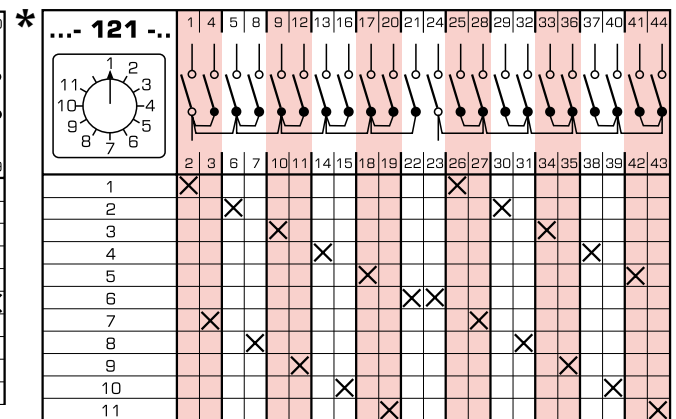 *
...- 121 -..
1 4 5 8 9 12 13 16 17 20 21 24 25 28 29 32 33 36 37 40 41 44
1
11 2
10 3
9 4
8 5
7 6
2 3 6 7 10 11 14 15 18 19 22 23 26 27 30 31 34 35 38 39 42 43
1 X X
2 X X
3 X X
4 X X
5 X X
6 X X
7 X X
8 X X
9 X X
10 X X
11 X X